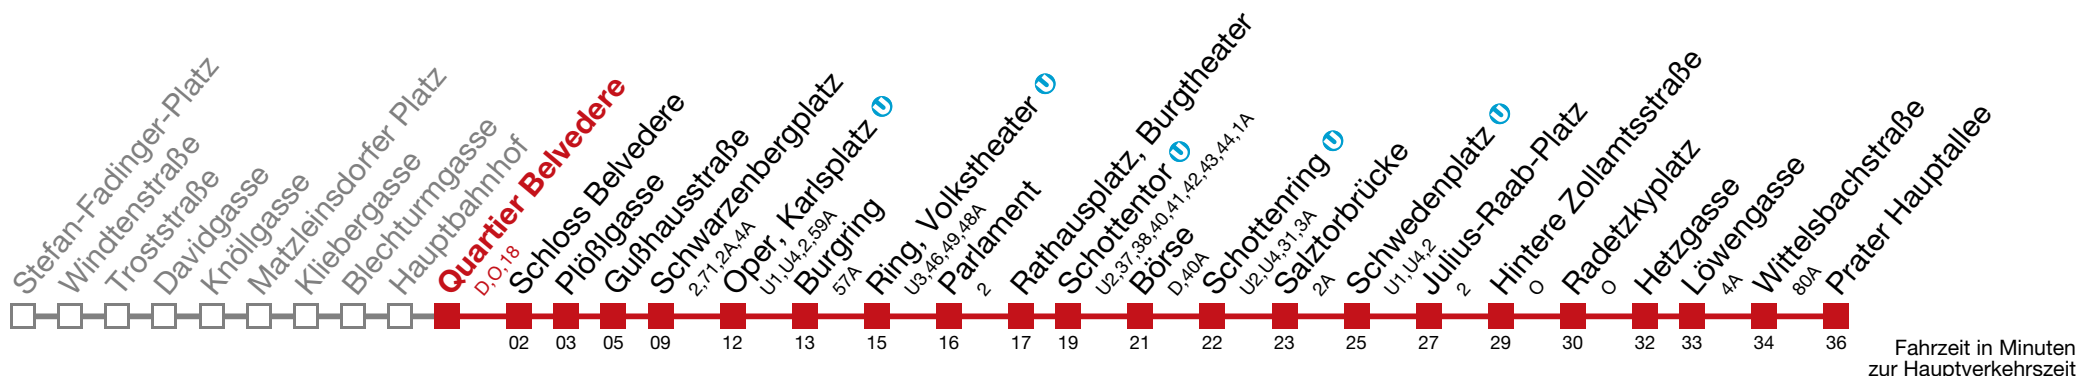 Stefan-Fadinger-Platz
Windtenstraße
Troststraße
Davidgasse
Knöllgasse
Matzleinsdorfer Platz
Kliebergasse
Blechturmgasse
Hauptbahnhof
Quartier Belvedere
D,O,18
Schloss Belvedere
Plößlgasse
Gußhausstraße
Schwarzenbergplatz
2,71,2A,4A
Oper, Karlsplatz U
U1,U4,2,59A
Burgring
57A
Ring, Volkstheater U
U3,46,49,48A
Parlament
2
Rathausplatz, Burgtheater
Schottentor U
U2,37,38,40,41,42,43,44,1A
Börse
D,40A
Schottenring U
U2,U4,31,3A
Salztorbrücke
2A
Schwedenplatz U
U1,U4,2
Julius-Raab-Platz
2
Hintere Zollamtsstraße
O
Radetzkyplatz
O
Hetzgasse
Löwengasse
4A
Wittelsbachstraße
80A
Prater Hauptallee
02 03 05 09 12 13 15 16 17 19 21 22 23 25 27 29 30 32 33 34 36
Fahrzeit in Minuten
zur Hauptverkehrszeit